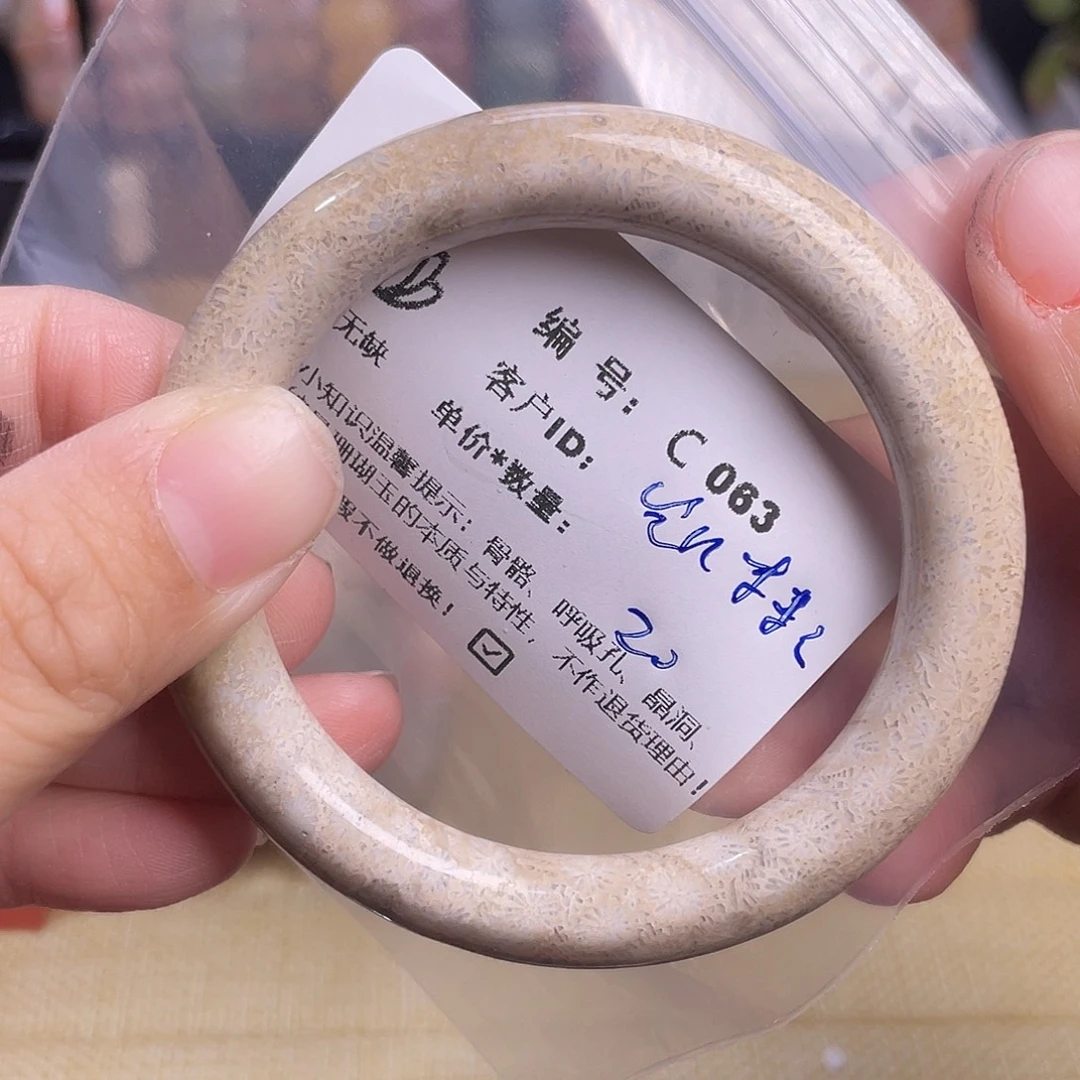 无缺
编 号: C 063
客户ID:
单价*数量: 20
小知识温馨提示: 骨骼、呼吸孔、晶洞、
珊瑚玉的本质与特性, 不作退货理由!
不做退换!